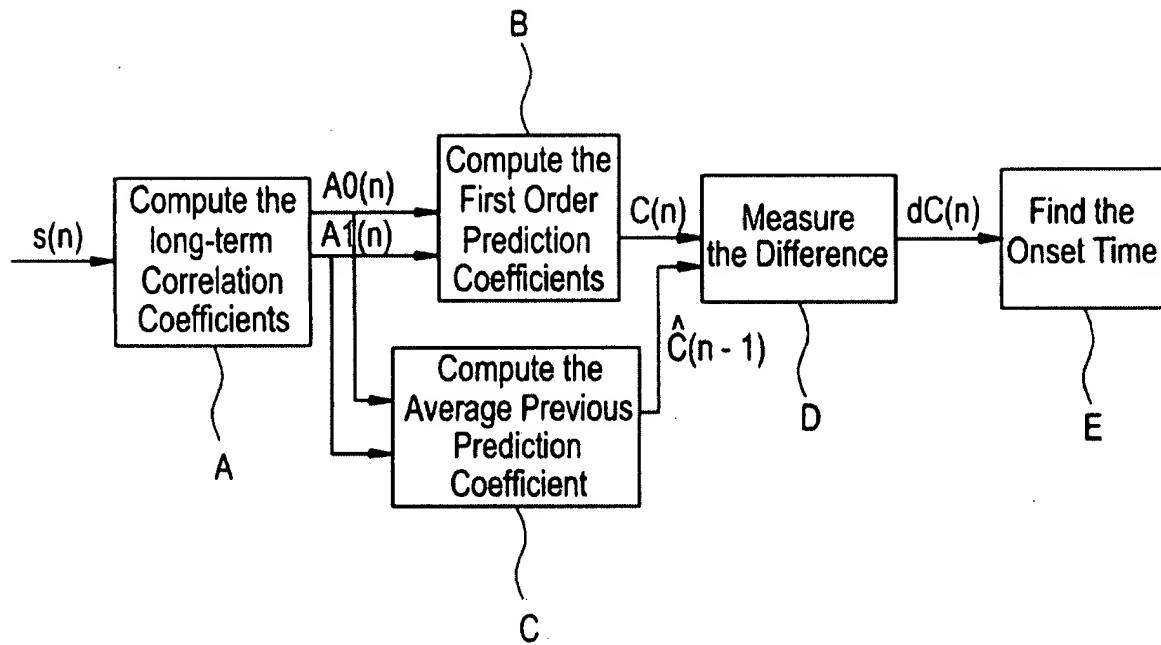 B
s(n)
Compute the
long-term
Correlation
Coefficients
A
A0(n)
A1(n)
Compute the
First Order
Prediction
Coefficients
C(n)
Compute the
Average Previous
Prediction
Coefficient
C
Ĉ(n - 1)
Measure
the Difference
D
dC(n)
Find the
Onset Time
E